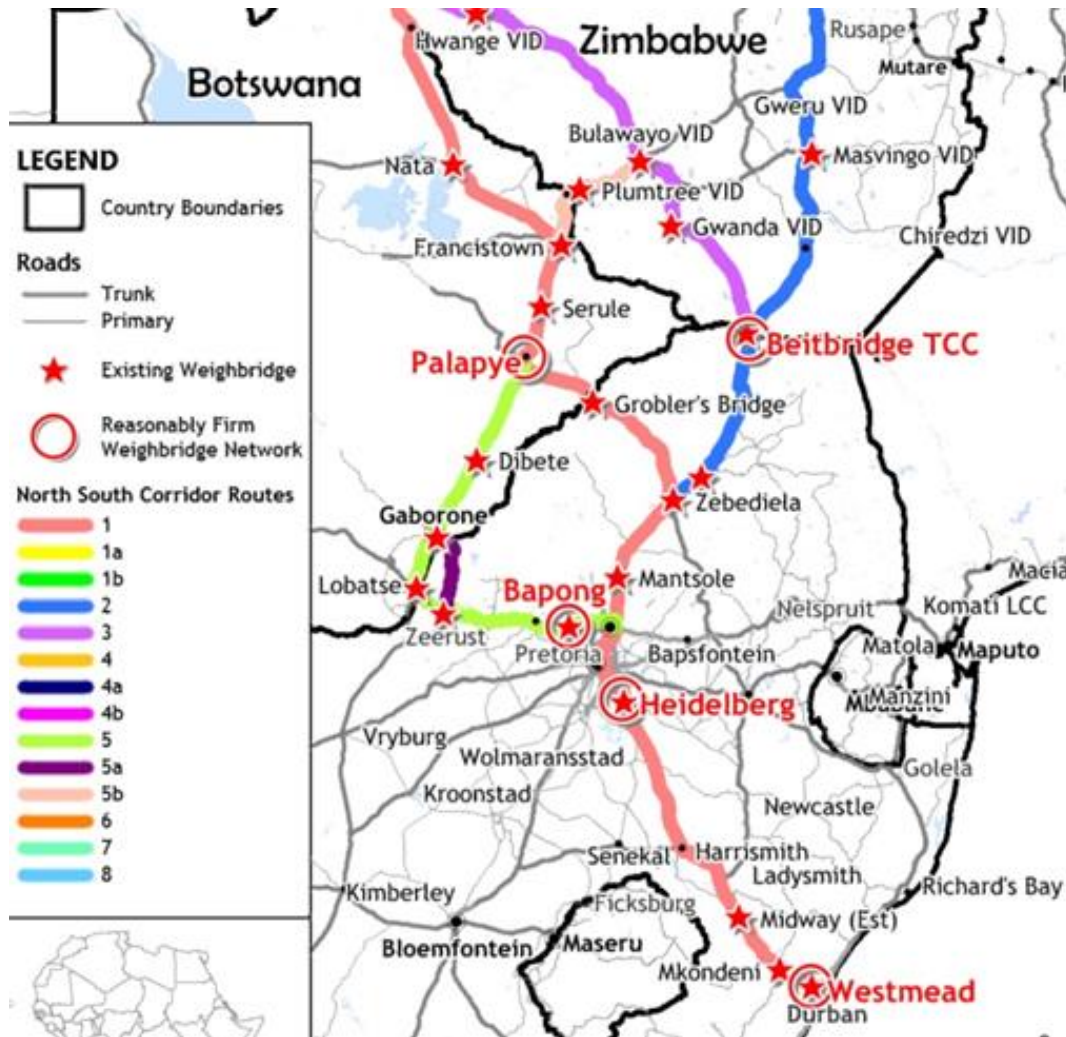 Hwange VID
Zimbabwe
Rusape
Mutare
Botswana
Gweru VID
Bulawayo VID
Masvingo VID
Nata
Plumtree VID
Gwanda VID
Chiredzi VID
Francistown
Serule
Palapye
Beitbridge TCC
Grobler's Bridge
Dibete
Zebediela
Gaborone
Lobatse
Mantsole
Macia
Bapong
Nelspruit
Komati LCC
Zeerust
Pretoria
Bapsfontein
Matola
Maputo
Manzini
Heidelberg
Vryburg
Wolmaransstad
Golela
Kroonstad
Newcastle
Senekal
Harrismith
Ladysmith
Kimberley
Ficksburg
Richard's Bay
Midway (Est)
Bloemfontein
Maseru
Mkondeni
Westmead
Durban
LEGEND
Country Boundaries
Roads
Trunk
Primary
Existing Weighbridge
Reasonably Firm
Weighbridge Network
North South Corridor Routes
1
1a
1b
2
3
4
4a
4b
5
5a
5b
6
7
8